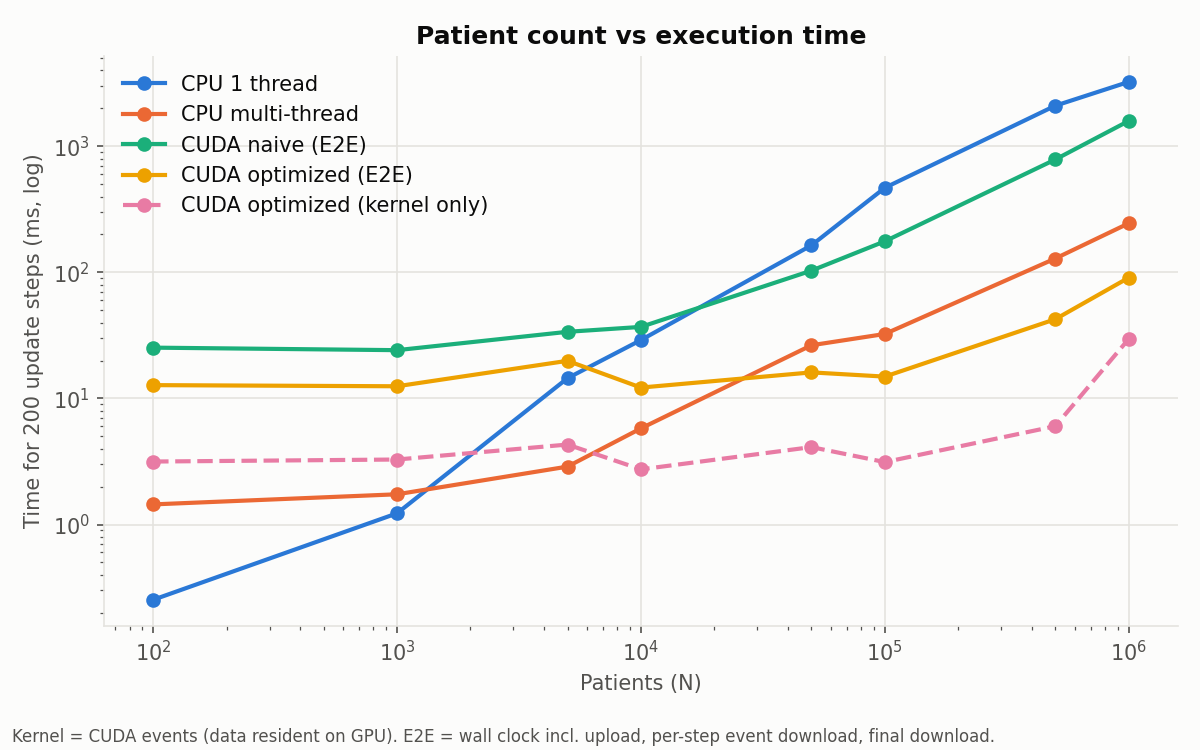 Patient count vs execution time
CPU 1 thread
CPU multi-thread
CUDA naive (E2E)
CUDA optimized (E2E)
CUDA optimized (kernel only)
Time for 200 update steps (ms, log)
10³
10²
10¹
10⁰
10² 10³ 10⁴ 10⁵ 10⁶
Patients (N)
Kernel = CUDA events (data resident on GPU). E2E = wall clock incl. upload, per-step event download, final download.